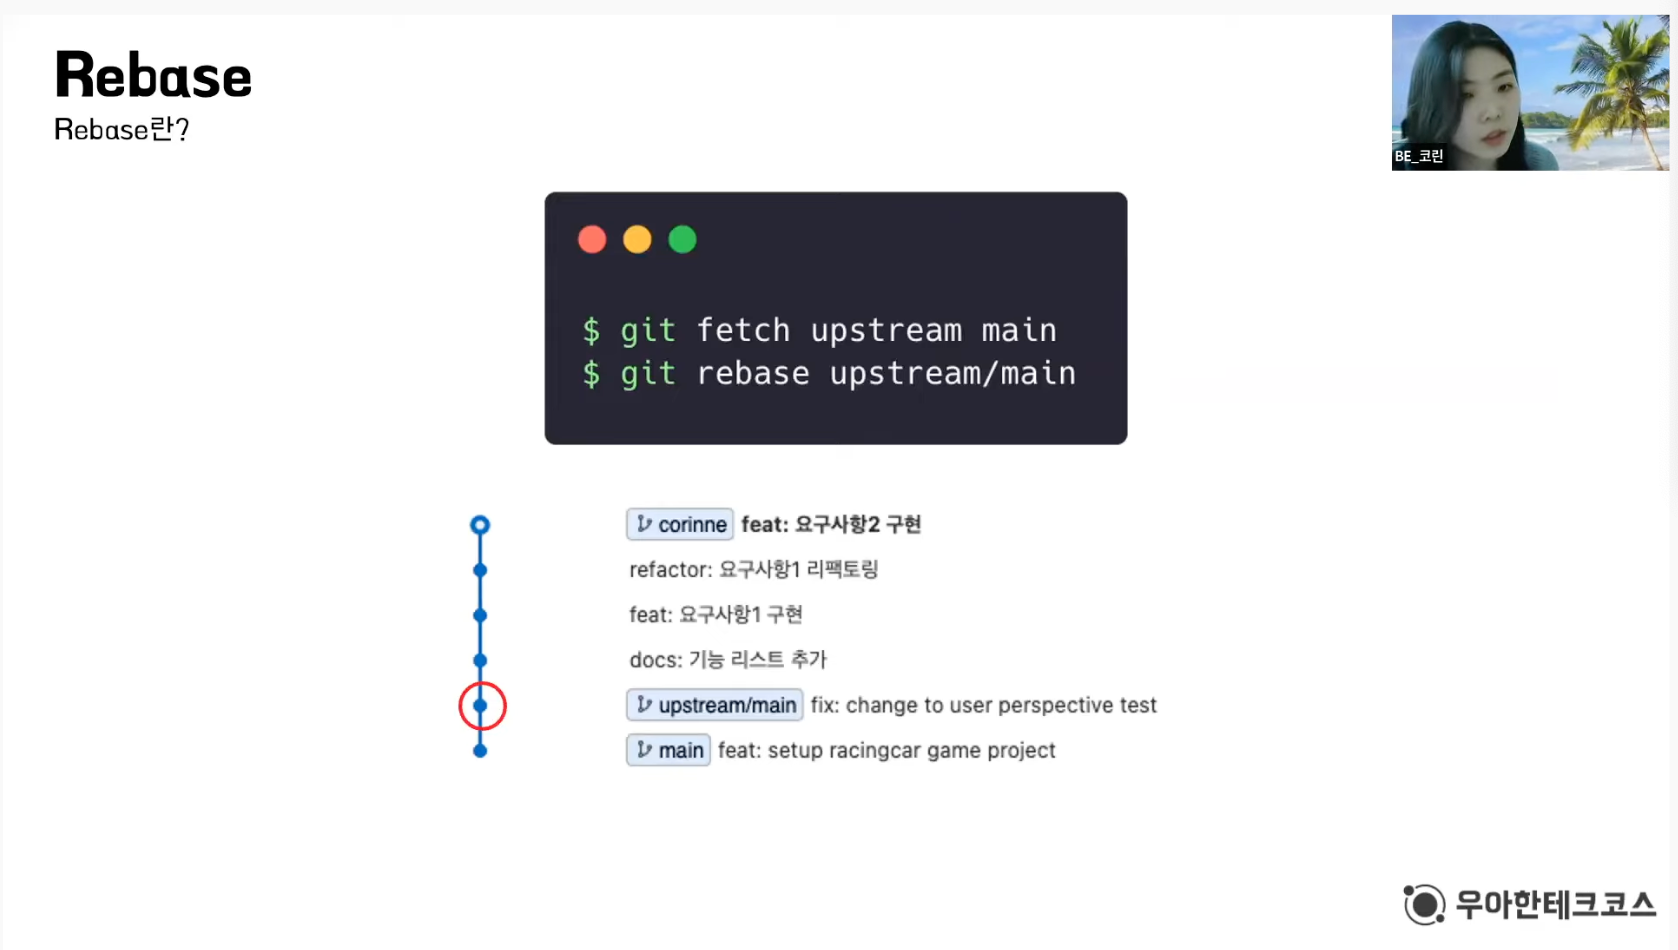 Rebase
Rebase란?
BE_코린
$ git fetch upstream main
$ git rebase upstream/main
corinne feat: 요구사항2 구현
refactor: 요구사항1 리팩토링
feat: 요구사항1 구현
docs: 기능 리스트 추가
upstream/main fix: change to user perspective test
main feat: setup racingcar game project
우아한테크코스